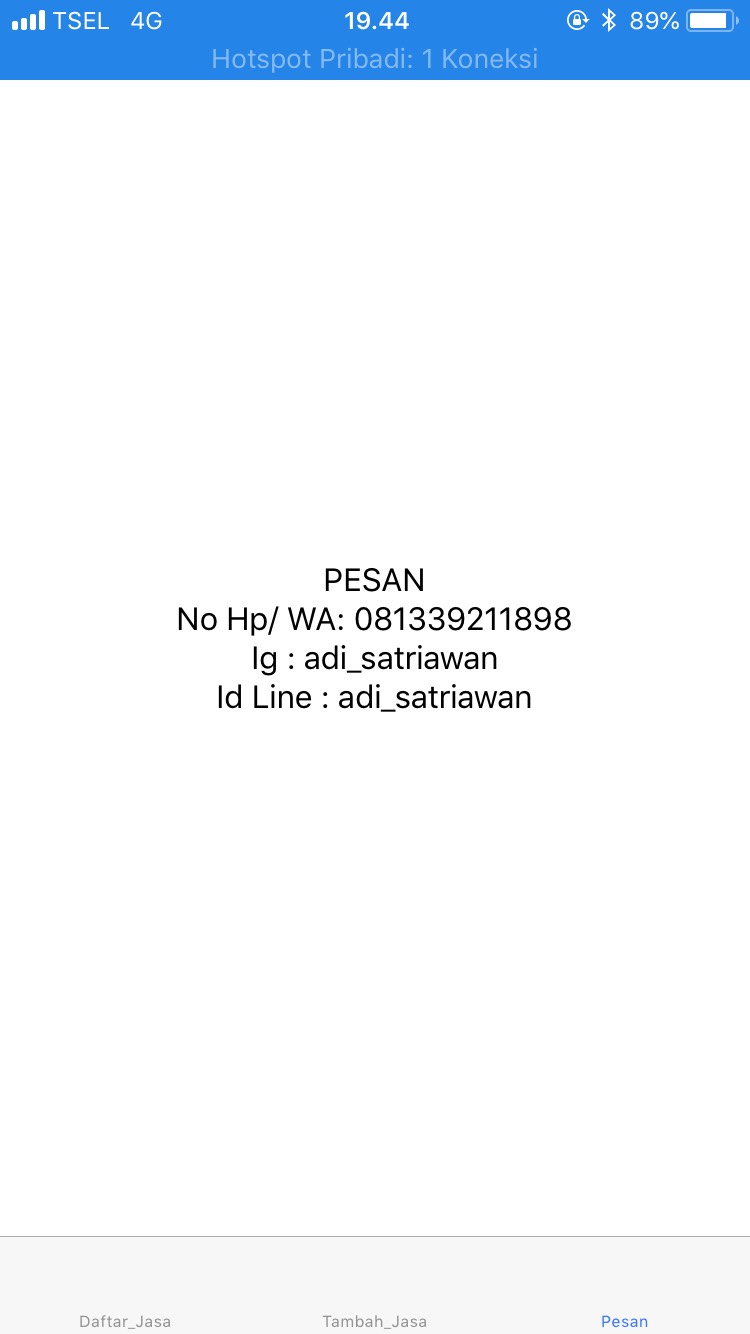 TSEL 4G 19.44 89%
Hotspot Pribadi: 1 Koneksi
PESAN
No Hp/ WA: 081339211898
Ig : adi_satriawan
Id Line : adi_satriawan
Daftar_Jasa Tambah_Jasa Pesan